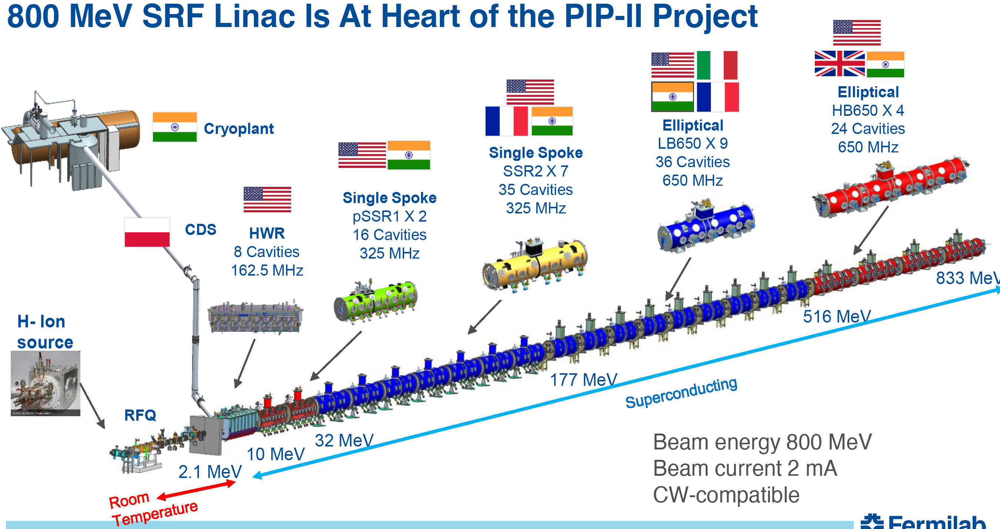 800 MeV SRF Linac Is At Heart of the PIP-II Project
Cryoplant
CDS
H- Ion
source
RFQ
HWR
8 Cavities
162.5 MHz
Single Spoke
pSSR1 X 2
16 Cavities
325 MHz
Single Spoke
SSR2 X 7
35 Cavities
325 MHz
Elliptical
LB650 X 9
36 Cavities
650 MHz
Elliptical
HB650 X 4
24 Cavities
650 MHz
2.1 MeV
10 MeV
32 MeV
177 MeV
516 MeV
833 MeV
Room
Temperature
Superconducting
Beam energy 800 MeV
Beam current 2 mA
CW-compatible
Fermilab